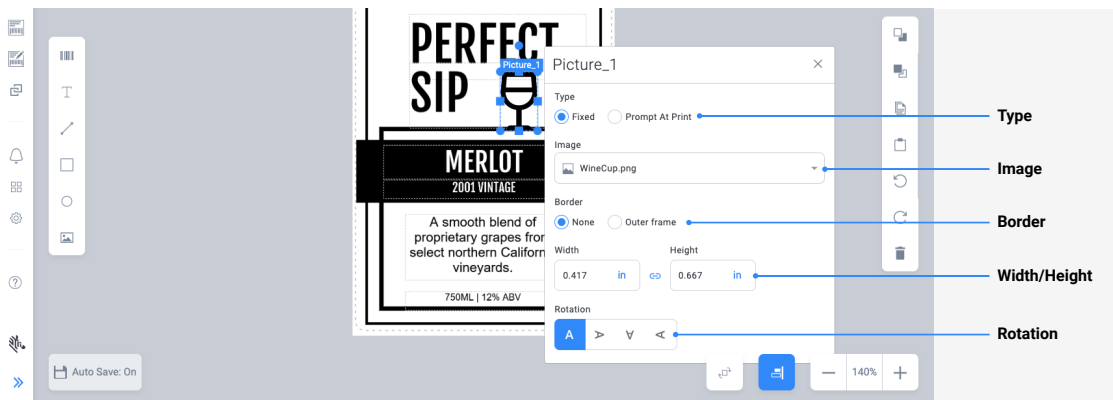 PERFECT
SIP
Picture_1
MERLOT
2001 VINTAGE
A smooth blend of
proprietary grapes from
select northern Californ
vineyards.
750ML | 12% ABV
Picture_1
Type
Fixed
Prompt At Print
Image
WineCup.png
Border
None
Outer frame
Width
Height
0.417 in
0.667 in
Rotation
A A A A
Type
Image
Border
Width/Height
Rotation
T
Auto Save: On
140%